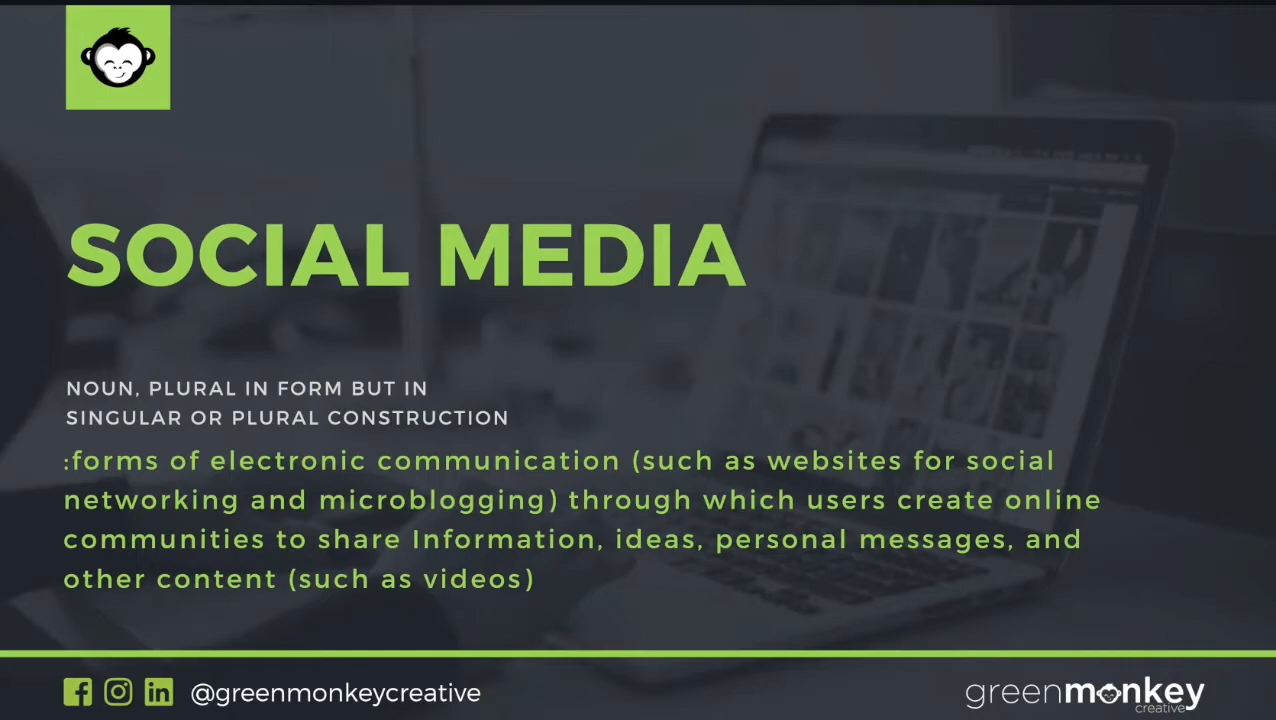 SOCIAL MEDIA
NOUN, PLURAL IN FORM BUT IN
SINGULAR OR PLURAL CONSTRUCTION
:forms of electronic communication (such as websites for social
networking and microblogging) through which users create online
communities to share Information, ideas, personal messages, and
other content (such as videos)
@greenmonkeycreative
greenmonkey
creative